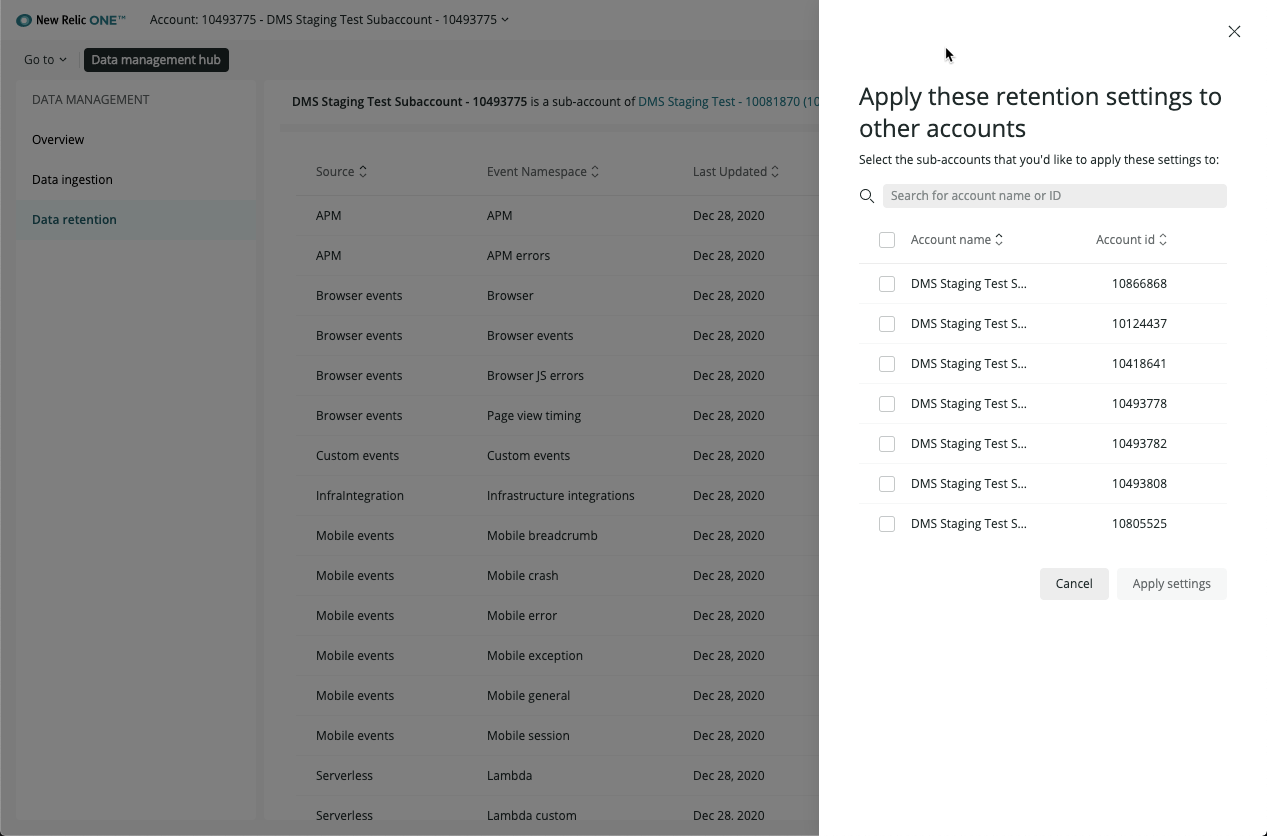 New Relic ONE™ Account: 10493775 - DMS Staging Test Subaccount - 10493775
Go to Data management hub
DATA MANAGEMENT
Overview
Data ingestion
Data retention
DMS Staging Test Subaccount - 10493775 is a sub-account of DMS Staging Test - 10081870 (10
Source Event Namespace Last Updated
APM APM Dec 28, 2020
APM APM errors Dec 28, 2020
Browser events Browser Dec 28, 2020
Browser events Browser events Dec 28, 2020
Browser events Browser JS errors Dec 28, 2020
Browser events Page view timing Dec 28, 2020
Custom events Custom events Dec 28, 2020
InfraIntegration Infrastructure integrations Dec 28, 2020
Mobile events Mobile breadcrumb Dec 28, 2020
Mobile events Mobile crash Dec 28, 2020
Mobile events Mobile error Dec 28, 2020
Mobile events Mobile exception Dec 28, 2020
Mobile events Mobile general Dec 28, 2020
Mobile events Mobile session Dec 28, 2020
Serverless Lambda Dec 28, 2020
Serverless Lambda custom Dec 28, 2020
Apply these retention settings to
other accounts
Select the sub-accounts that you'd like to apply these settings to:
Search for account name or ID
Account name Account id
DMS Staging Test S... 10866868
DMS Staging Test S... 10124437
DMS Staging Test S... 10418641
DMS Staging Test S... 10493778
DMS Staging Test S... 10493782
DMS Staging Test S... 10493808
DMS Staging Test S... 10805525
Cancel Apply settings